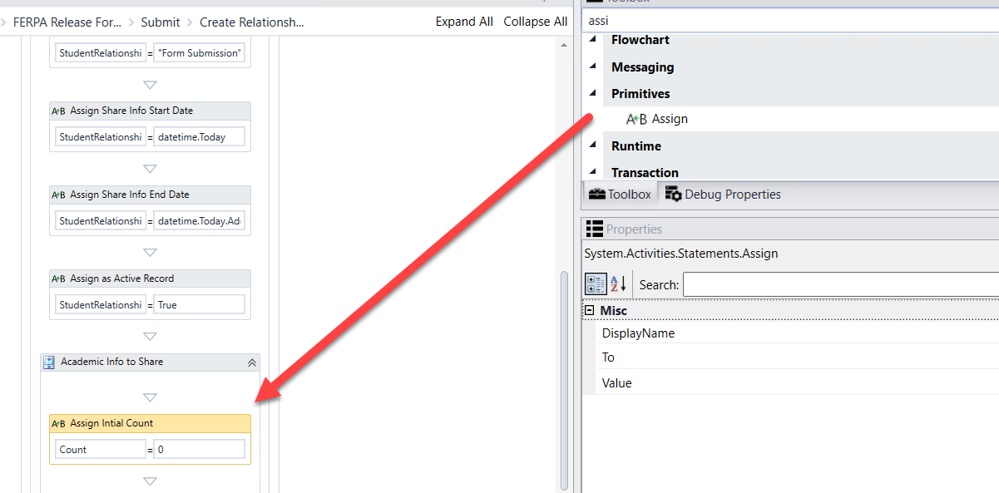 FERPA Release For... Submit Create Relationsh... Expand All Collapse All
StudentRelationshi = "Form Submission"
A←B Assign Share Info Start Date
StudentRelationshi = datetime.Today
A←B Assign Share Info End Date
StudentRelationshi = datetime.Today.Ad
A←B Assign as Active Record
StudentRelationshi = True
Academic Info to Share
A←B Assign Intial Count
Count = 0
Toolbox
assi
Flowchart
Messaging
Primitives
A←B Assign
Runtime
Transaction
Toolbox Debug Properties
Properties
System.Activities.Statements.Assign
AZ↓ Search:
Misc
DisplayName
To
Value